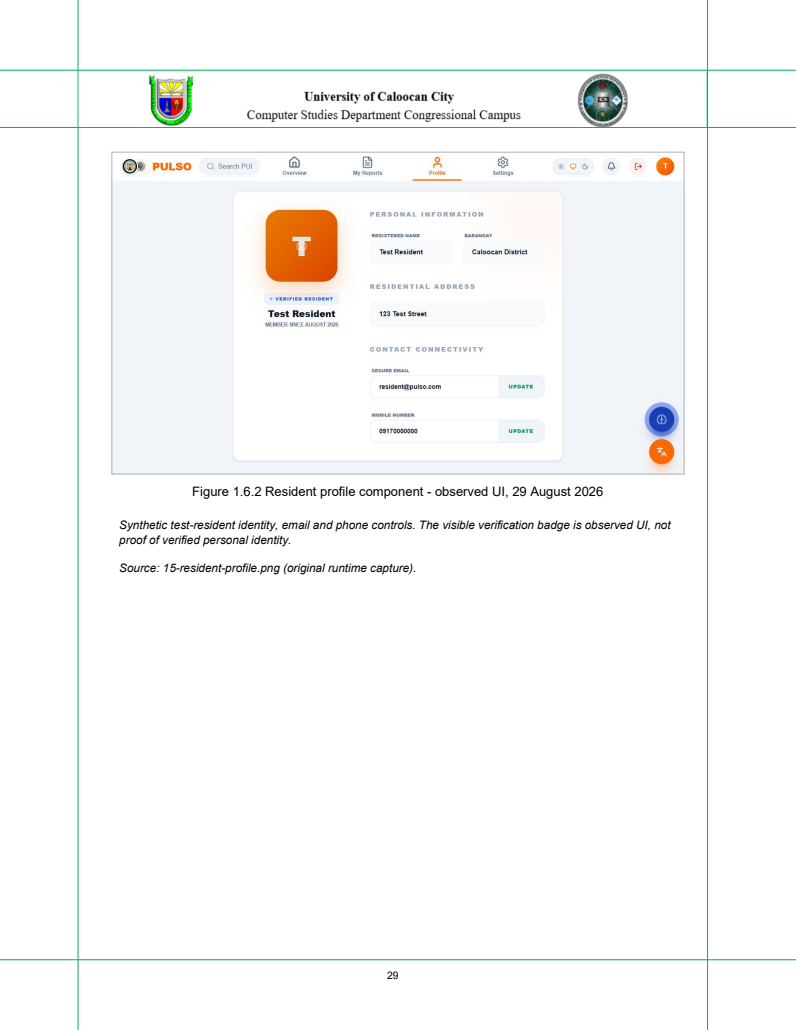 University of Caloocan City
Computer Studies Department Congressional Campus
PULSO
Search PUL
Overview
My Reports
Profile
Settings
T
T
VERIFIED RESIDENT
Test Resident
MEMBER SINCE AUGUST 2026
PERSONAL INFORMATION
REGISTERED NAME
BARANGAY
Test Resident
Caloocan District
RESIDENTIAL ADDRESS
123 Test Street
CONTACT CONNECTIVITY
SECURE EMAIL
resident@pulso.com
UPDATE
MOBILE NUMBER
09170000000
UPDATE
Figure 1.6.2 Resident profile component - observed UI, 29 August 2026
Synthetic test-resident identity, email and phone controls. The visible verification badge is observed UI, not
proof of verified personal identity.
Source: 15-resident-profile.png (original runtime capture).
29